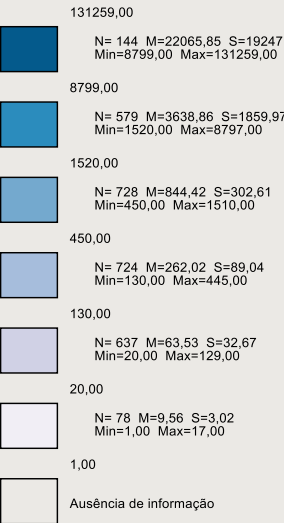 131259,00
N= 144 M=22065,85 S=19247
Min=8799,00 Max=131259,00
8799,00
N= 579 M=3638,86 S=1859,97
Min=1520,00 Max=8797,00
1520,00
N= 728 M=844,42 S=302,61
Min=450,00 Max=1510,00
450,00
N= 724 M=262,02 S=89,04
Min=130,00 Max=445,00
130,00
N= 637 M=63,53 S=32,67
Min=20,00 Max=129,00
20,00
N= 78 M=9,56 S=3,02
Min=1,00 Max=17,00
1,00
Ausência de informação